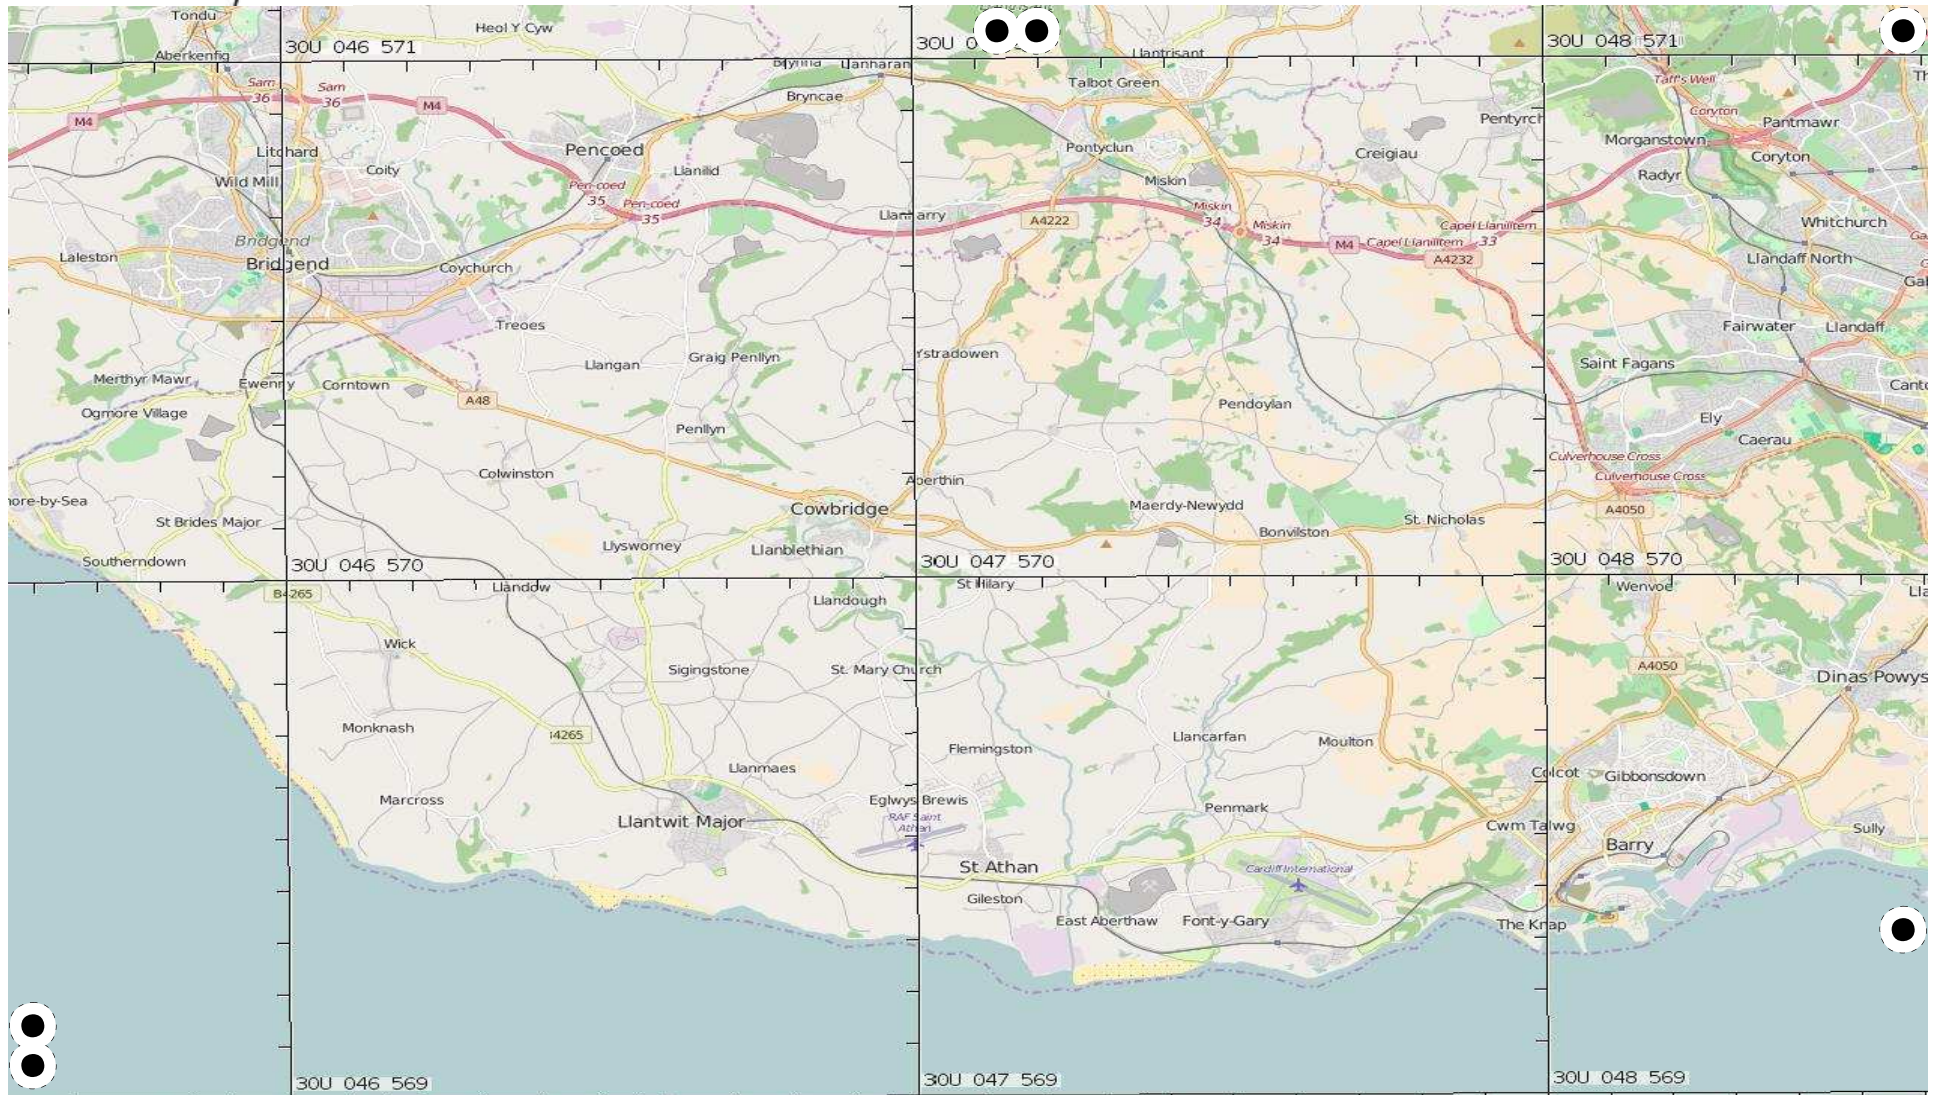 Tondu
Heol Y Cyw
30U 046 571
30U 0
30U 048 571
Aberkenfig
Llantrisant
Brynna
Llanharan
Talbot Green
Taff's Well
Sarn
36
Sarn
36
M4
M4
Bryncae
Coryton
Pentyrch
Pantmawr
Morganstown
Litchard
Pencoed
Pontyclun
Creigiau
Coryton
Coity
Llanilid
Wild Mill
Miskin
Radyr
Pen-coed
35
Pen-coed
35
Llanharry
A4222
Miskin
34
Miskin
34
Capel Llanilltern
33
Capel Llanilltern
Whitchurch
M4
A4232
Bridgend
Bridgend
Laleston
Coychurch
Llandaff North
Treoes
Fairwater
Llandaff
Ystradowen
Llangan
Graig Penllyn
Saint Fagans
Merthyr Mawr
Ewenny
Corntown
A48
Pendoylan
Ogmore Village
Penllyn
Ely
Caerau
Culverhouse Cross
Culverhouse Cross
Colwinston
Aberthin
more-by-Sea
Cowbridge
Maerdy-Newydd
A4050
St Brides Major
St. Nicholas
Bonvilston
Llysworney
Llanblethian
Southerndown
30U 046 570
30U 047 570
30U 048 570
B4265
Llandow
St Hilary
Wenvoe
Llandough
Wick
Sigingstone
St. Mary Church
A4050
Dinas Powys
Monknash
4265
Flemingston
Llancarfan
Moulton
Llanmaes
Colcot
Gibbonsdown
Marcross
Eglwys Brewis
Penmark
RAF Saint
Athan
Llantwit Major
Cwm Talwg
Sully
Barry
St Athan
Cardiff International
Gileston
East Aberthaw
Font-y-Gary
The Knap
30U 046 569
30U 047 569
30U 048 569